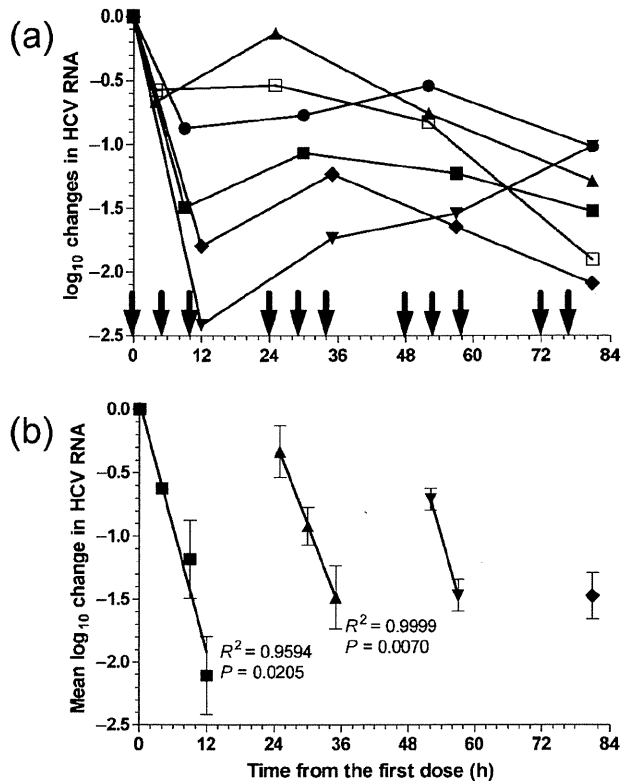 (a)
log10 changes in HCV RNA
0.0
−0.5
−1.0
−1.5
−2.0
−2.5
0 12 24 36 48 60 72 84
(b)
Mean log10 change in HCV RNA
0.0
−0.5
−1.0
−1.5
−2.0
−2.5
R² = 0.9594
P = 0.0205
R² = 0.9999
P = 0.0070
0 12 24 36 48 60 72 84
Time from the first dose (h)